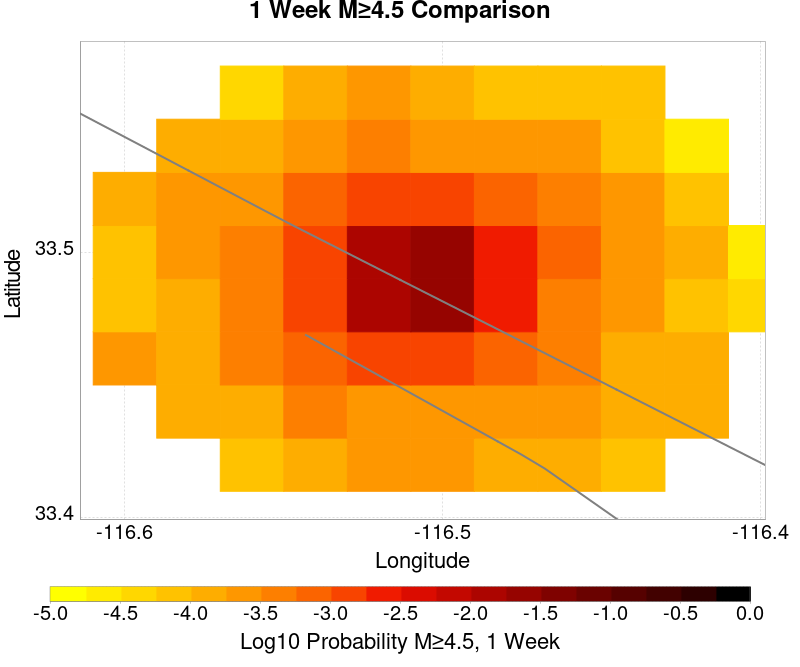 1 Week M≥4.5 Comparison
Latitude
33.5
33.4
-116.6 -116.5 -116.4
Longitude
-5.0 -4.5 -4.0 -3.5 -3.0 -2.5 -2.0 -1.5 -1.0 -0.5 0.0
Log10 Probability M≥4.5, 1 Week